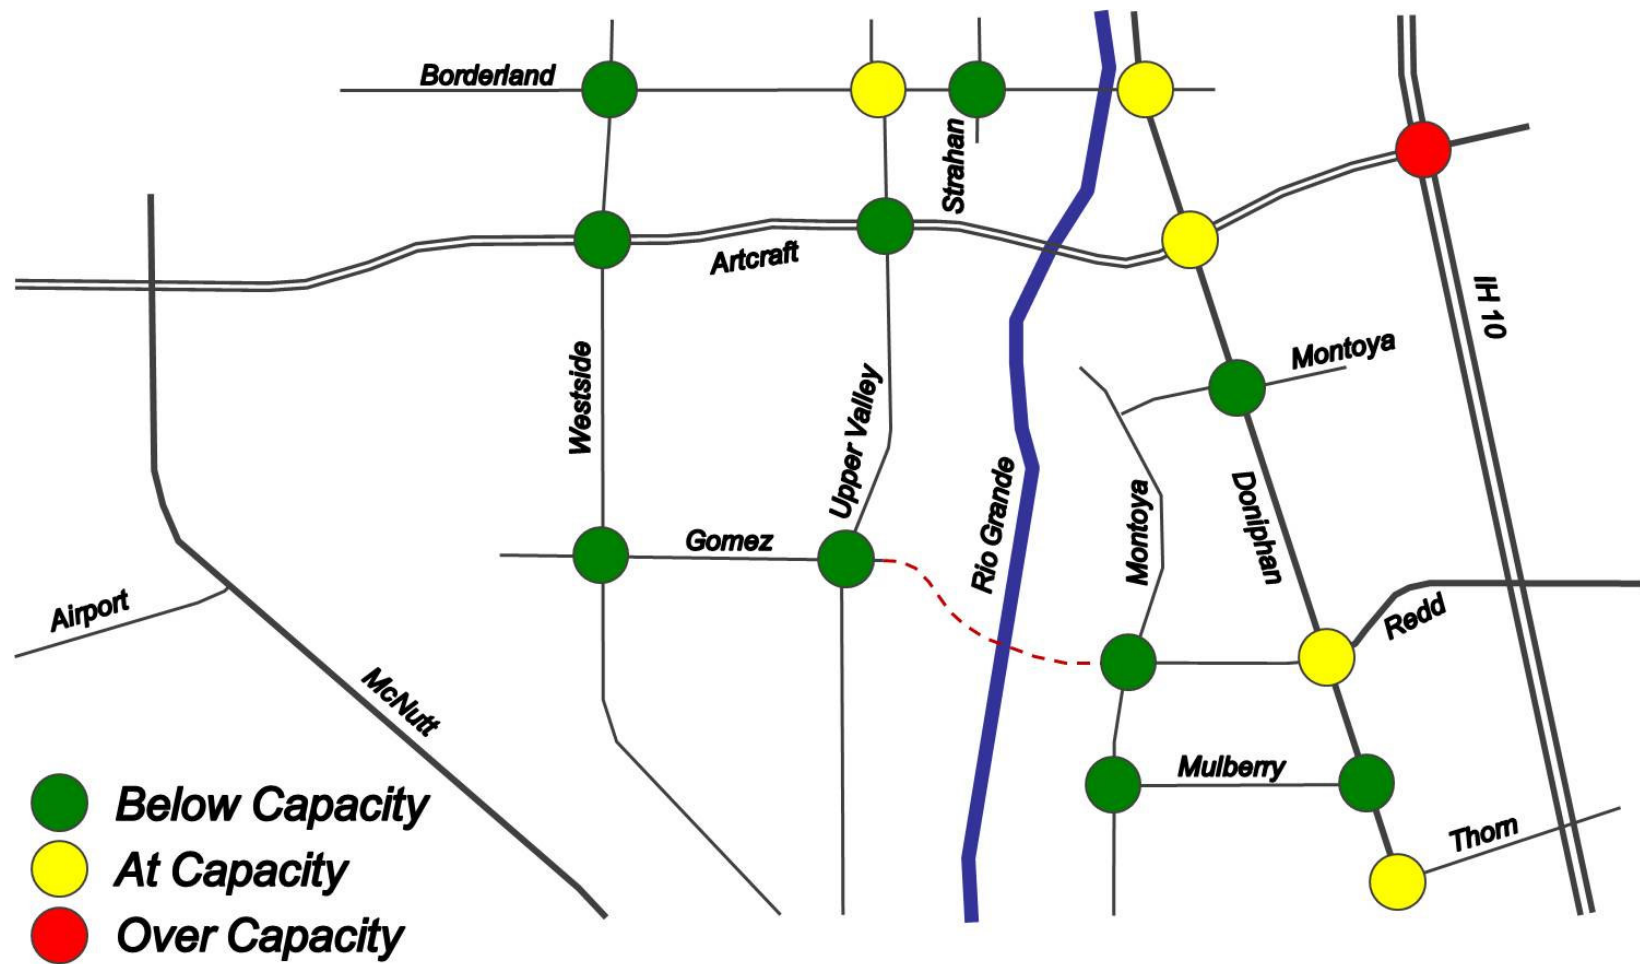 Borderland
Strahan
Artcraft
IH 10
Montoya
Westside
Upper Valley
Rio Grande
Montoya
Doniphan
Gomez
Airport
Redd
McNutt
Mulberry
Thorn
Below Capacity
At Capacity
Over Capacity